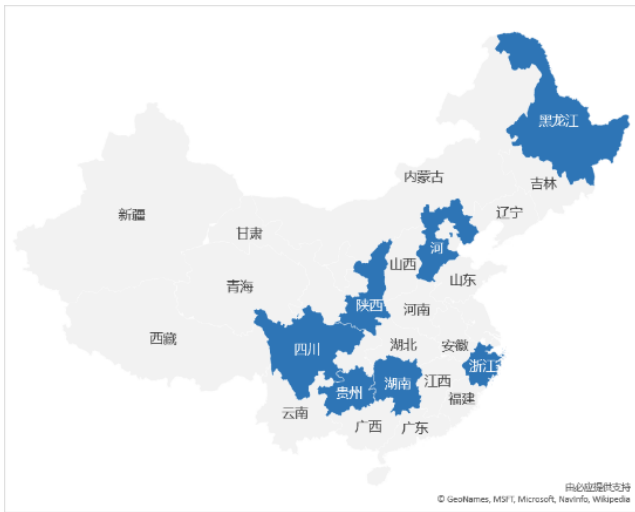 黑龙江
内蒙古
吉林
新疆
辽宁
甘肃
河
山西
山东
青海
陕西
河南
西藏
四川
湖北
安徽
浙江
湖南
江西
贵州
福建
云南
广西
广东
由必应提供支持
© GeoNames, MSFT, Microsoft, NavInfo, Wikipedia